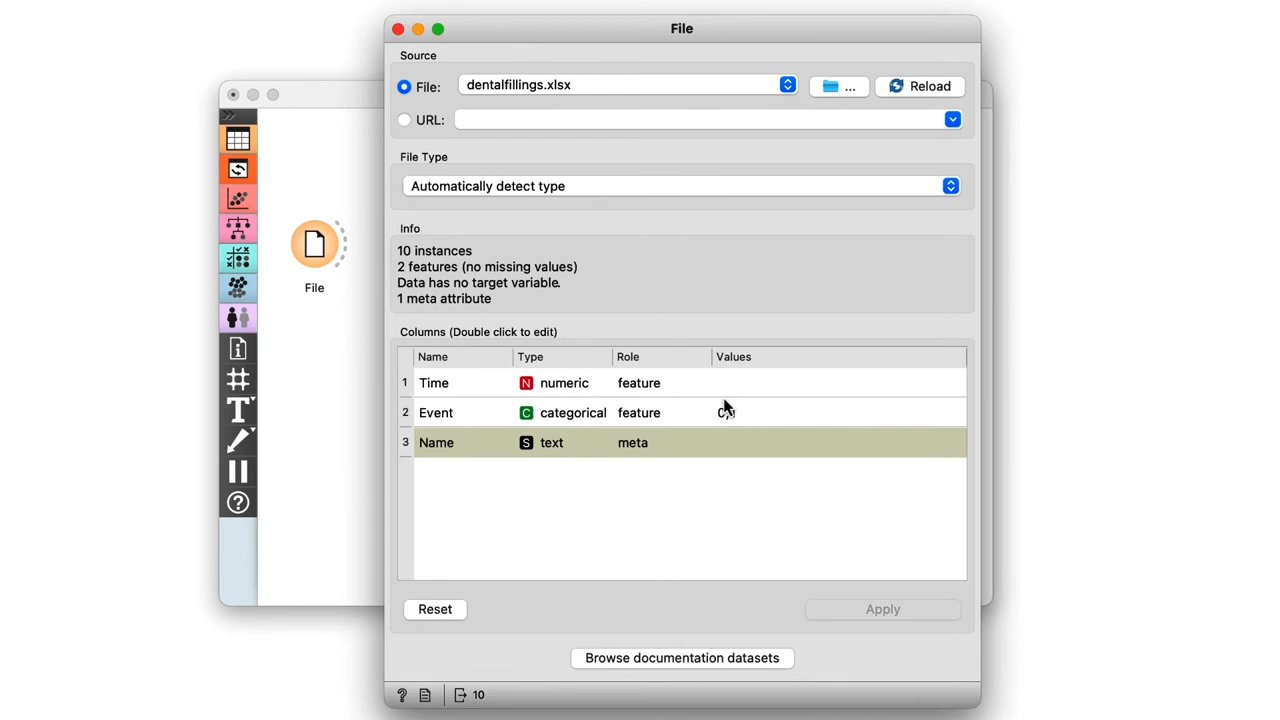 File
Source
File: dentalfillings.xlsx ... Reload
URL:
File Type
Automatically detect type
Info
10 instances
2 features (no missing values)
Data has no target variable.
1 meta attribute
File
Columns (Double click to edit)
Name Type Role Values
1 Time N numeric feature
2 Event C categorical feature
3 Name S text meta
Reset Apply
Browse documentation datasets
? 10